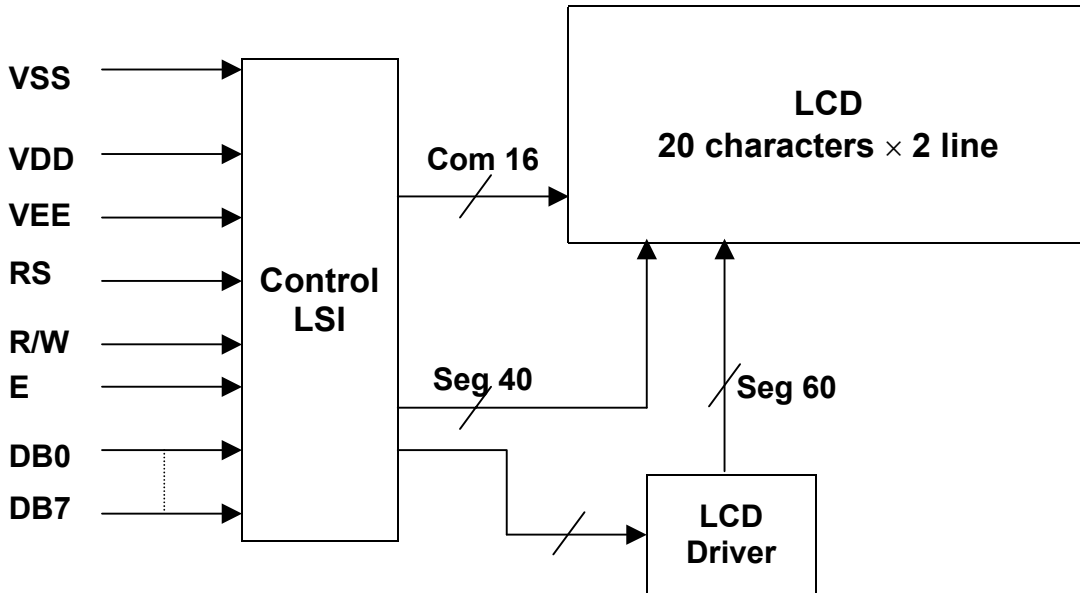 VSS
VDD
VEE
RS
R/W
E
DB0
DB7
Control
LSI
Com 16
Seg 40
LCD
20 characters × 2 line
Seg 60
LCD
Driver